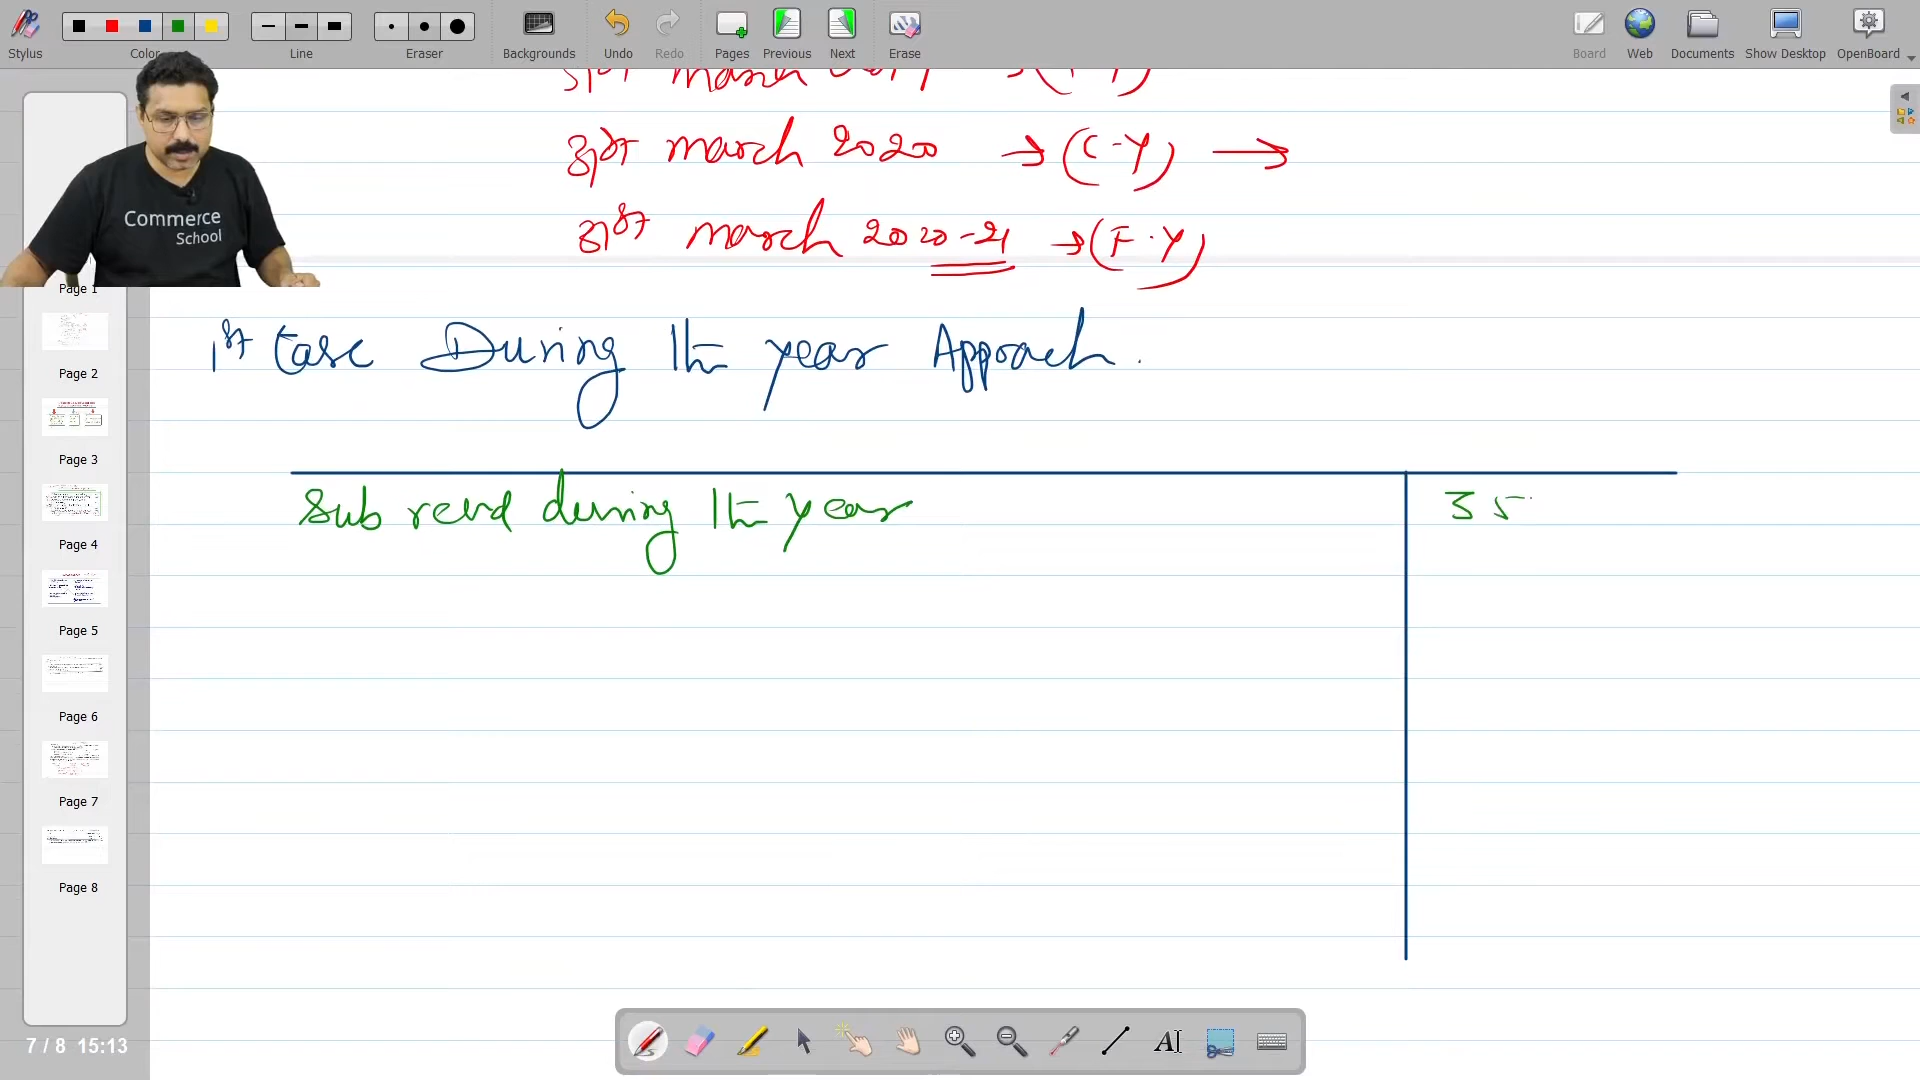 Stylus
Color
Line
Eraser
Backgrounds
Undo
Redo
Pages
Previous
Next
Erase
Board
Web
Documents
Show Desktop
OpenBoard
31st march 2020 → (C-Y) →
31st march 2020-21 → (F.Y)
Commerce
School
1st Case During the year Approach.
Sub recvd during the year 35
Page 1
Page 2
Page 3
Page 4
Page 5
Page 6
Page 7
Page 8
7 / 8 15:13